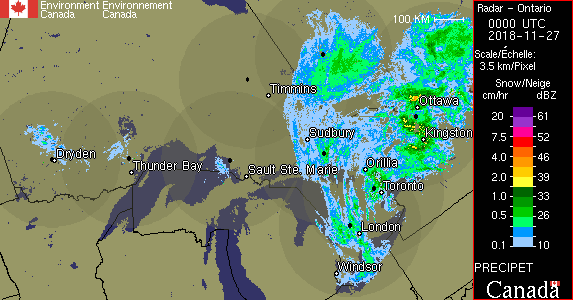 Environment Environnement
Canada Canada
100 KM
Timmins
Ottawa
Sudbury
Kingston
Dryden
Thunder Bay
Sault Ste. Marie
Orillia
Toronto
London
Windsor
Radar - Ontario
0000 UTC
2018-11-27
Scale/Échelle:
3.5 km/Pixel
Snow/Neige
cm/hr dBZ
20 61
7.5 52
4.0 46
2.0 39
1.0 33
0.5 26
0.1 10
PRECIPET
Canada